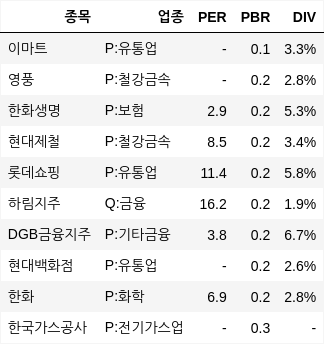 종목 업종 PER PBR DIV
이마트 P:유통업 - 0.1 3.3%
영풍 P:철강금속 - 0.2 2.8%
한화생명 P:보험 2.9 0.2 5.3%
현대제철 P:철강금속 8.5 0.2 3.4%
롯데쇼핑 P:유통업 11.4 0.2 5.8%
하림지주 Q:금융 16.2 0.2 1.9%
DGB금융지주 P:기타금융 3.8 0.2 6.7%
현대백화점 P:유통업 - 0.2 2.6%
한화 P:화학 6.9 0.2 2.8%
한국가스공사 P:전기가스업 - 0.3 -